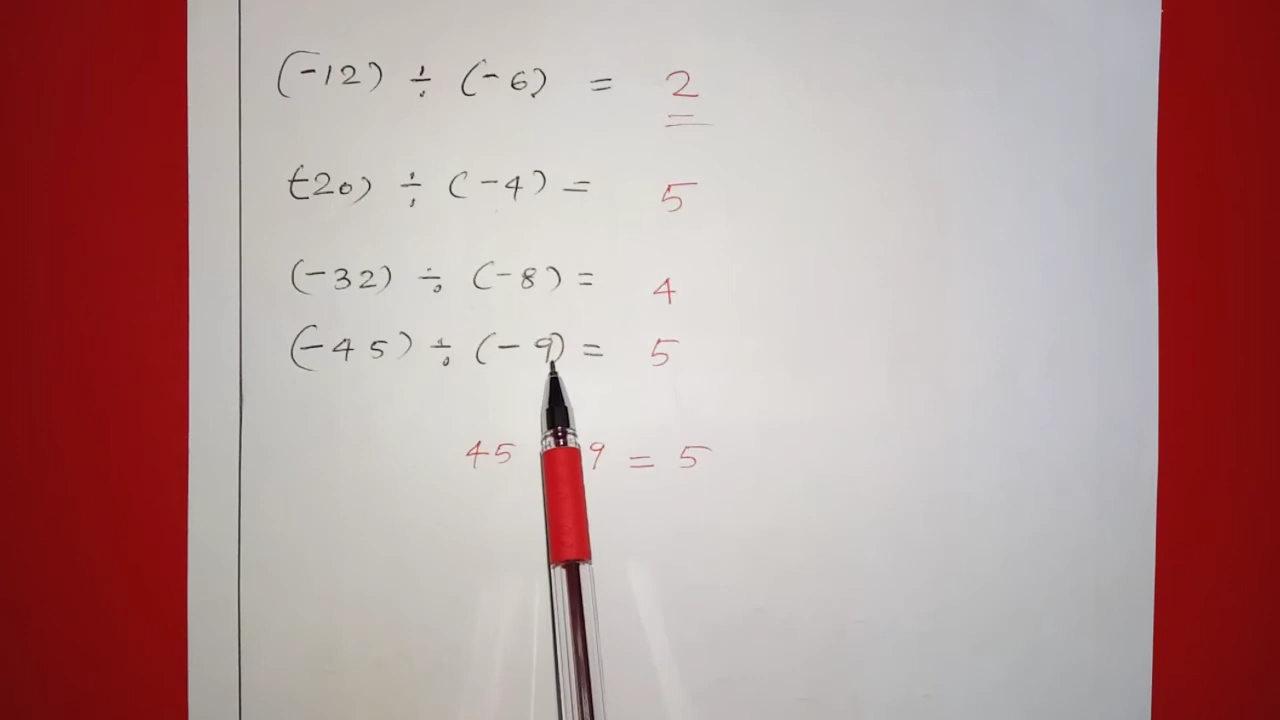 (-12) ÷ (-6) = 2
(-20) ÷ (-4) = 5
(-32) ÷ (-8) = 4
(-45) ÷ (-9) = 5
45 9 = 5